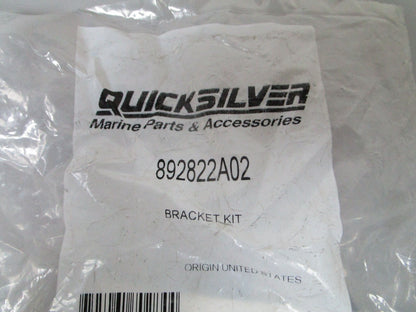 QUICKSILVER
Marine Parts & Accessories
892822A02
BRACKET KIT
ORIGIN UNITED STATES